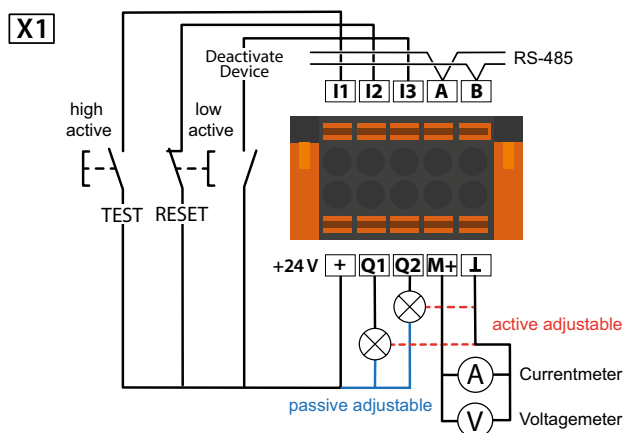 X1
Deactivate
Device
RS-485
I1 I2 I3 A B
high
active
low
active
TEST RESET
+24 V + Q1 Q2 M+ ⊥
active adjustable
A Currentmeter
passive adjustable
V Voltagemeter